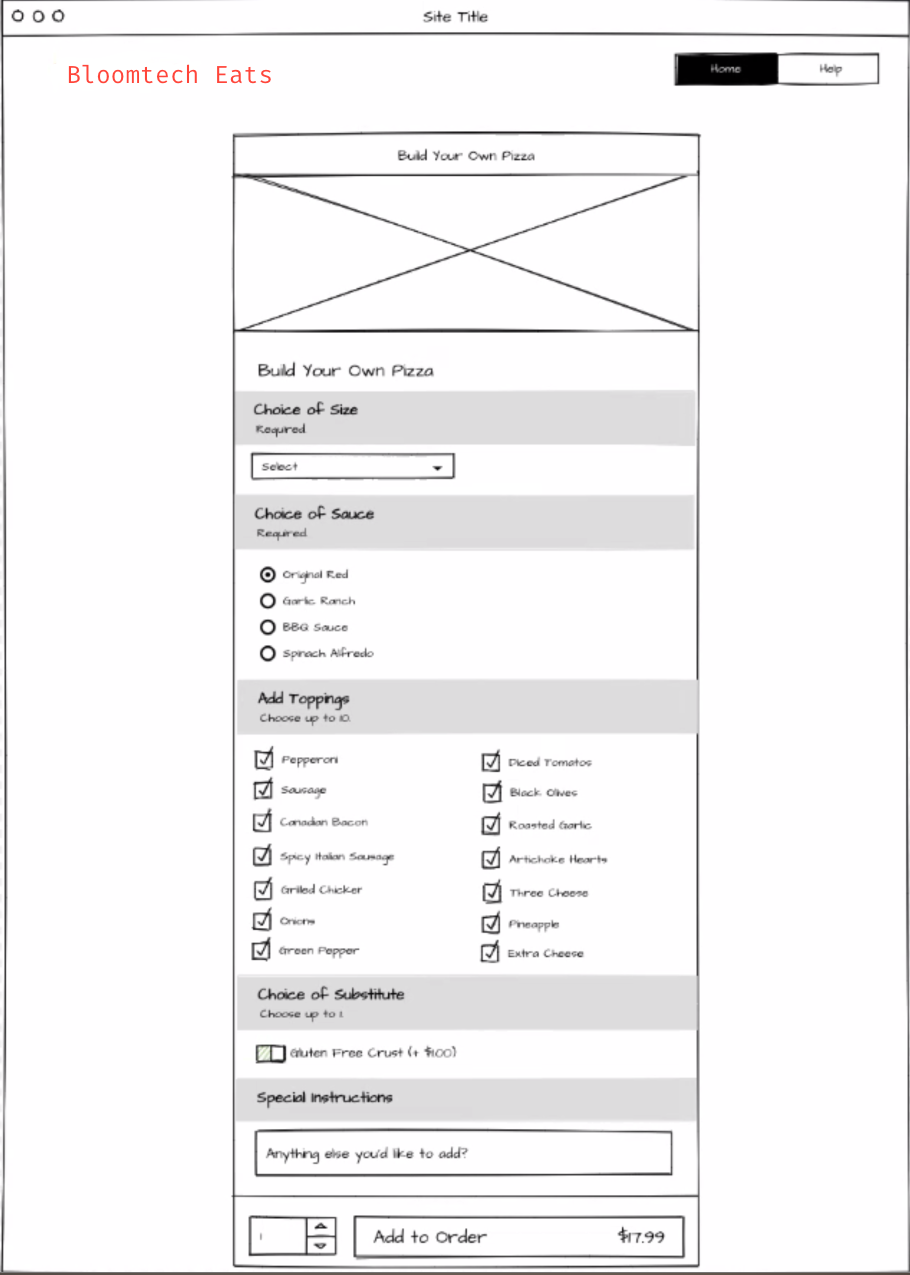 Site Title
Bloomtech Eats
Home
Help
Build Your Own Pizza
Build Your Own Pizza
Choice of Size
Required.
Select
Choice of Sauce
Required.
Original Red
Garlic Ranch
BBQ Sauce
Spinach Alfredo
Add Toppings
Choose up to 10.
Pepperoni
Diced Tomatos
Sausage
Black Olives
Canadian Bacon
Roasted Garlic
Spicy Italian Sausage
Artichoke Hearts
Grilled Chicken
Three Cheese
Onions
Pineapple
Green Pepper
Extra Cheese
Choice of Substitute
Choose up to 1.
Gluten Free Crust (+ $1.00)
Special Instructions
Anything else you'd like to add?
1
Add to Order $17.99